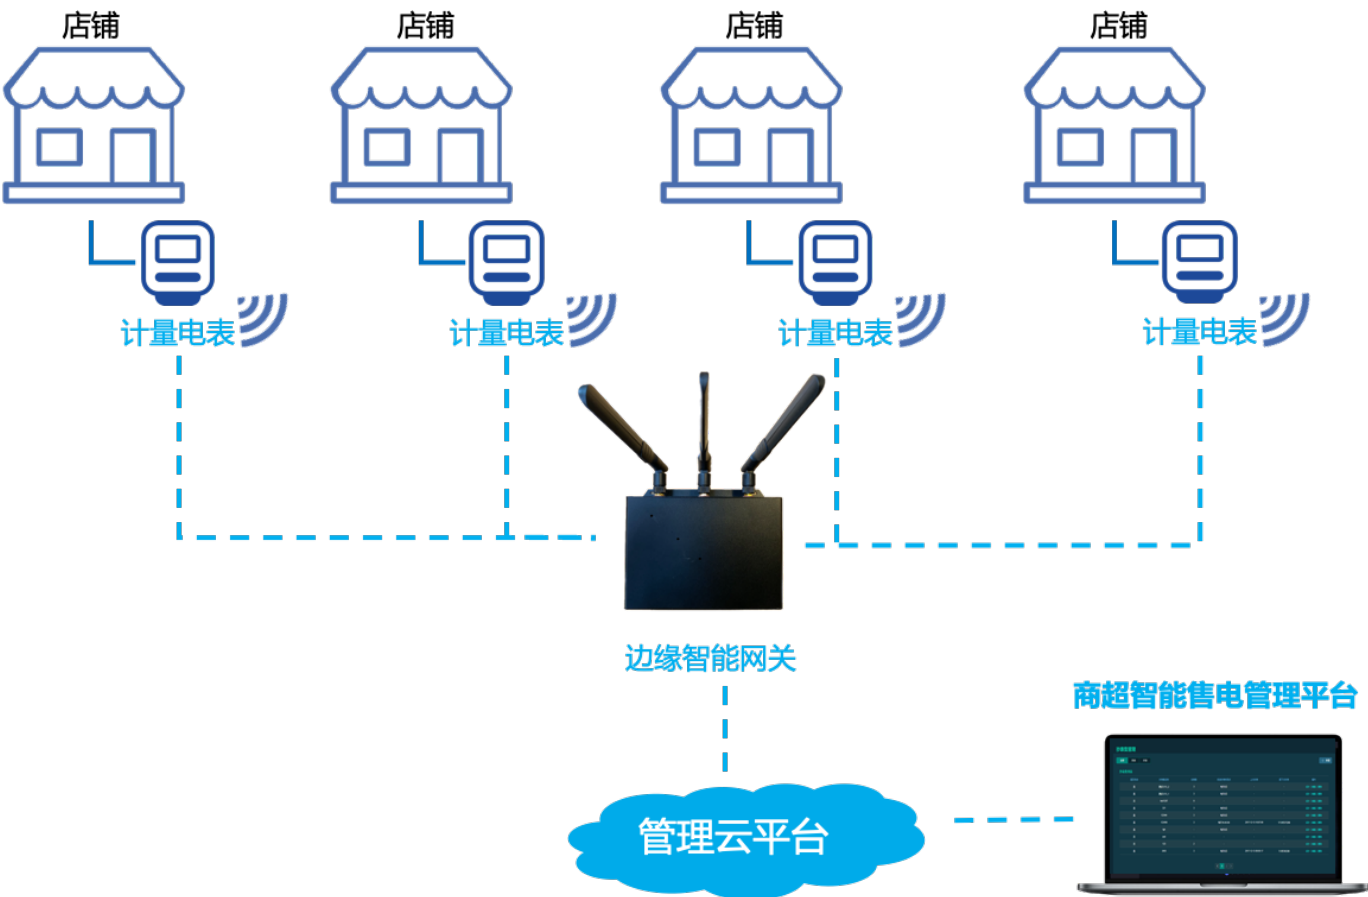 店铺 店铺 店铺 店铺
计量电表 计量电表 计量电表 计量电表
边缘智能网关
商超智能售电管理平台
管理云平台